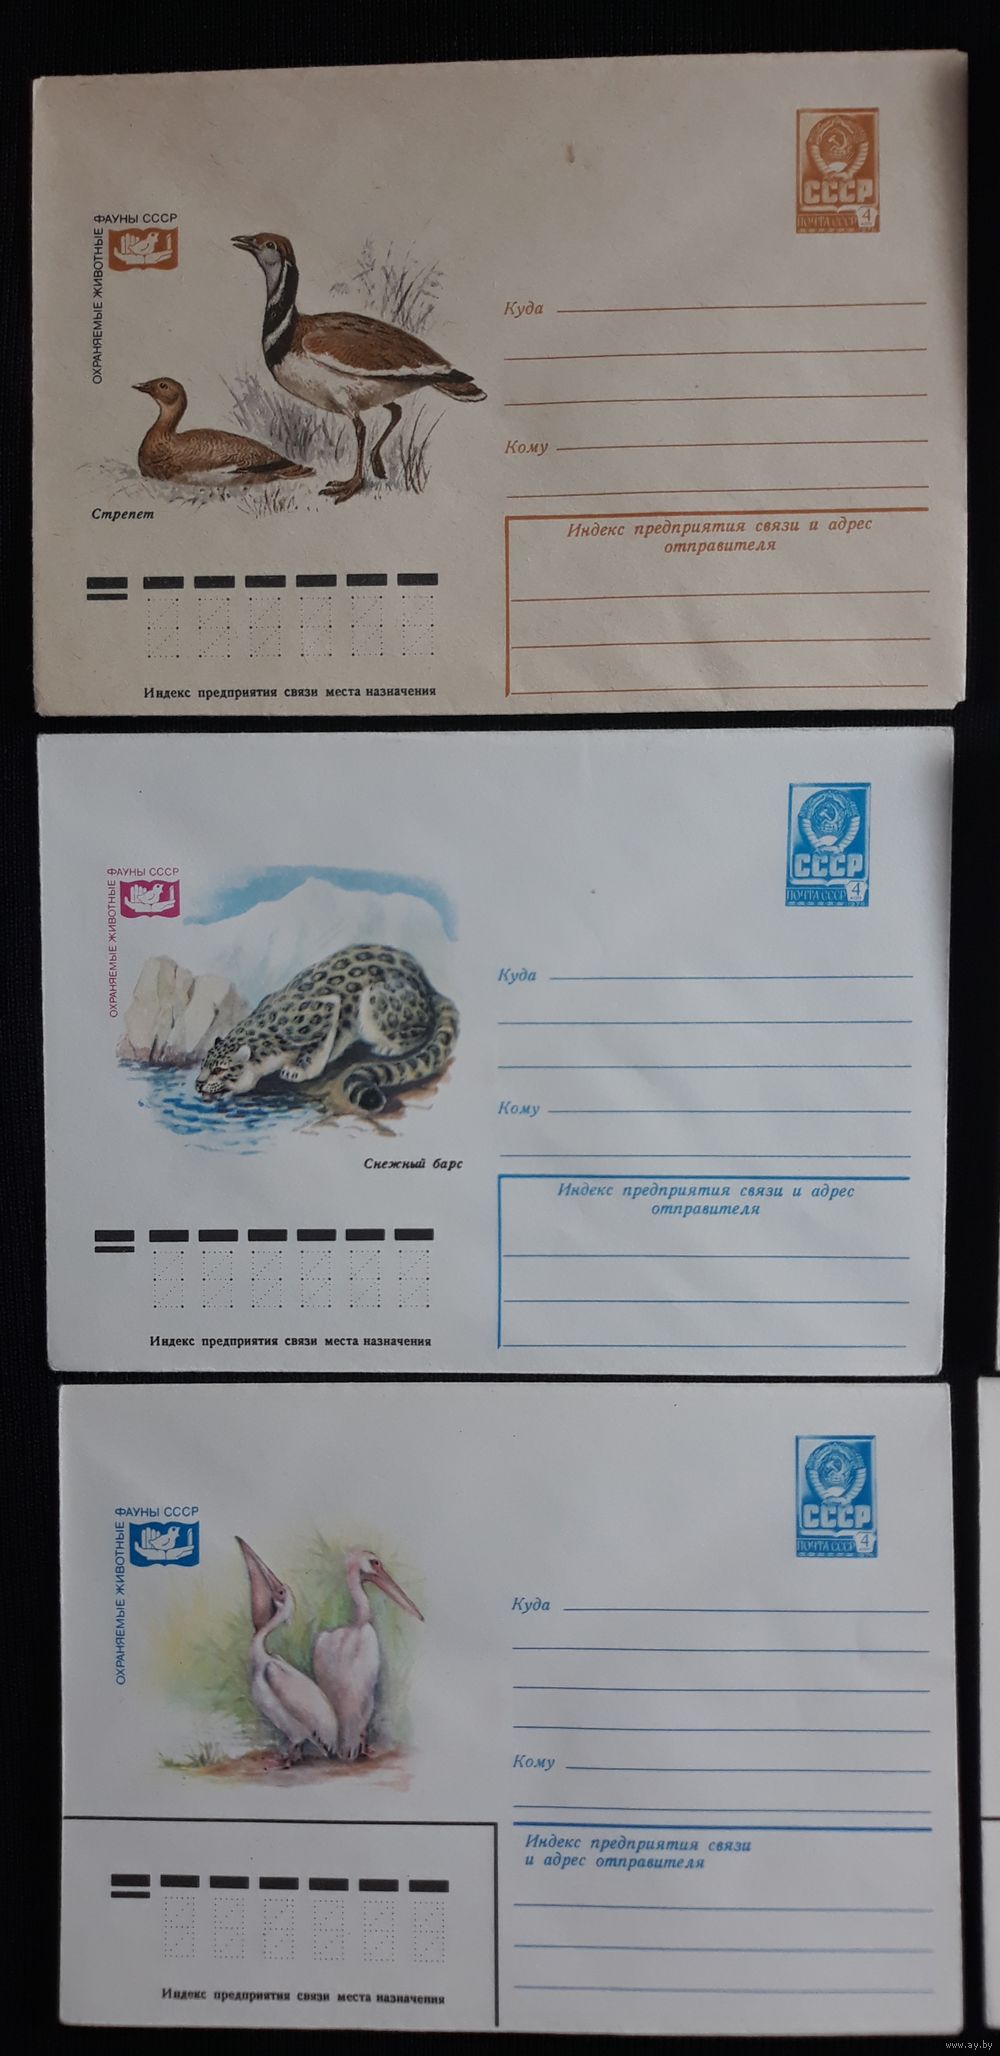 ФАУНЫ СССР
ОХРАНЯЕМЫЕ ЖИВОТНЫЕ
СССР
ПОЧТА СССР 4
Куда
Кому
Стрепет
Индекс предприятия связи и адрес
отправителя
Индекс предприятия связи места назначения
ФАУНЫ СССР
ОХРАНЯЕМЫЕ ЖИВОТНЫЕ
СССР
ПОЧТА СССР 4
Куда
Кому
Снежный барс
Индекс предприятия связи и адрес
отправителя
Индекс предприятия связи места назначения
ФАУНЫ СССР
ОХРАНЯЕМЫЕ ЖИВОТНЫЕ
СССР
ПОЧТА СССР 4
Куда
Кому
Индекс предприятия связи
и адрес отправителя
Индекс предприятия связи места назначения
www.ay.by